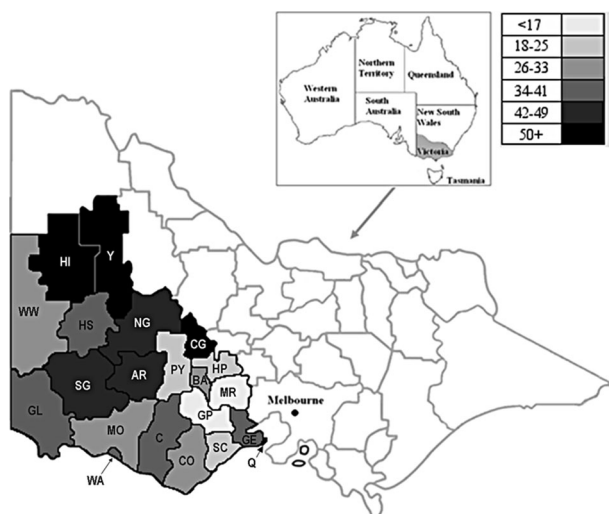 <17
18-25
26-33
34-41
42-49
50+
Northern
Territory
Queensland
Western
Australia
South
Australia
New South
Wales
Victoria
Tasmania
HI
Y
WW
HS
NG
CG
PY
HP
BA
SG
AR
MR
Melbourne
GL
GP
MO
C
GE
SC
CO
Q
WA